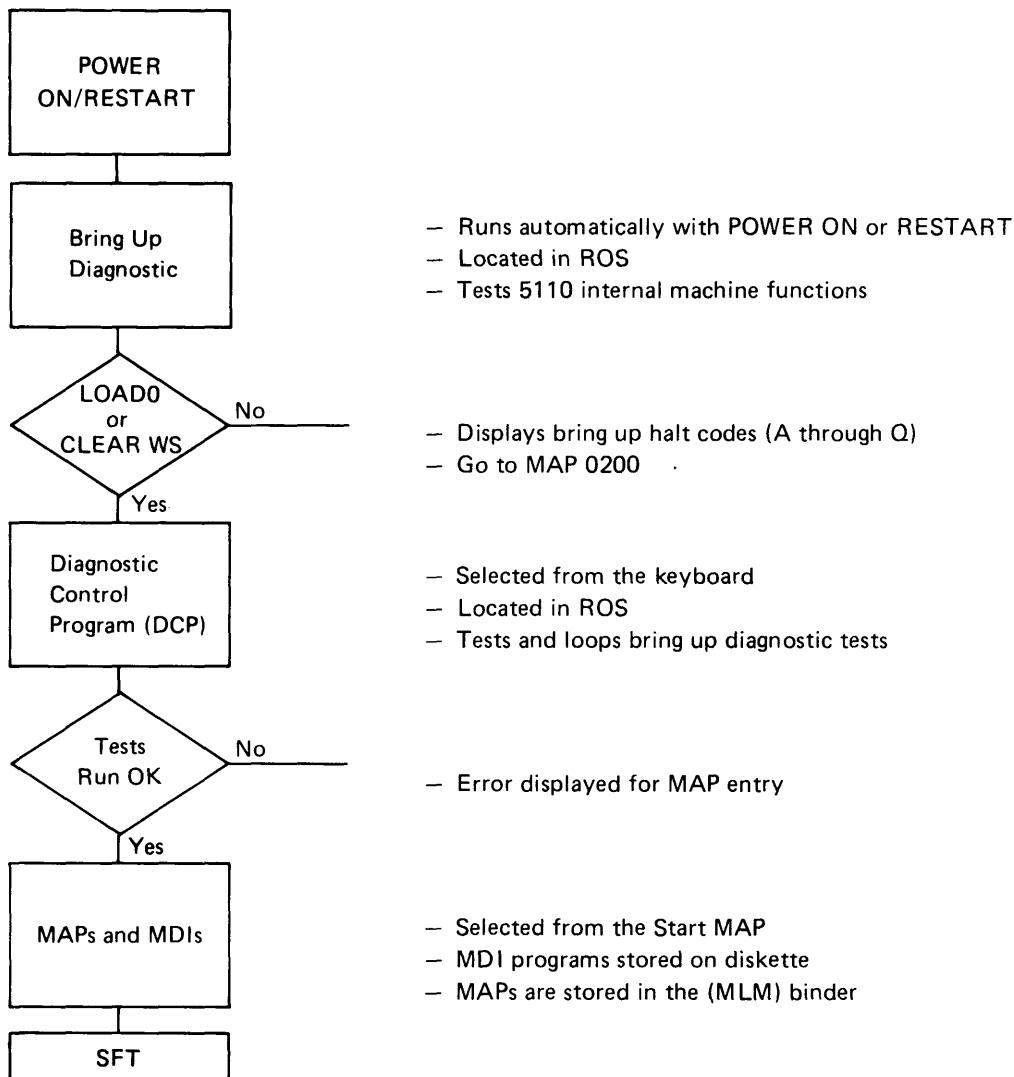 POWER
ON/RESTART
Bring Up
Diagnostic
– Runs automatically with POWER ON or RESTART
– Located in ROS
– Tests 5110 internal machine functions
LOAD0
or
CLEAR WS
No
– Displays bring up halt codes (A through Q)
– Go to MAP 0200
Yes
Diagnostic
Control
Program (DCP)
– Selected from the keyboard
– Located in ROS
– Tests and loops bring up diagnostic tests
Tests
Run OK
No
– Error displayed for MAP entry
Yes
MAPs and MDIs
– Selected from the Start MAP
– MDI programs stored on diskette
– MAPs are stored in the (MLM) binder
SFT